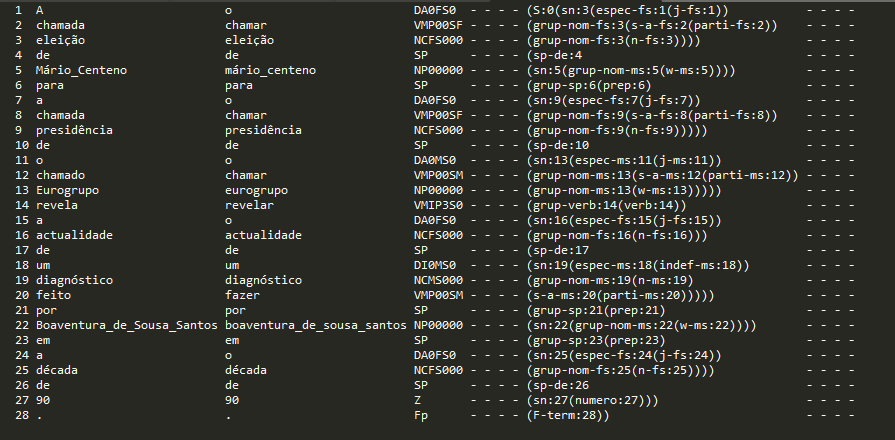 1 A o DA0FS0 - - - - (S:0(sn:3(espec-fs:1(j-fs:1)) - - - -
2 chamada chamar VMP00SF - - - - (grup-nom-fs:3(s-a-fs:2(parti-fs:2)) - - - -
3 eleição eleição NCFS000 - - - - (grup-nom-fs:3(n-fs:3)))) - - - -
4 de de SP - - - - (sp-de:4 - - - -
5 Mário_Centeno mário_centeno NP00000 - - - - (sn:5(grup-nom-ms:5(w-ms:5)))) - - - -
6 para para SP - - - - (grup-sp:6(prep:6) - - - -
7 a o DA0FS0 - - - - (sn:9(espec-fs:7(j-fs:7)) - - - -
8 chamada chamar VMP00SF - - - - (grup-nom-fs:9(s-a-fs:8(parti-fs:8)) - - - -
9 presidência presidência NCFS000 - - - - (grup-nom-fs:9(n-fs:9))))) - - - -
10 de de SP - - - - (sp-de:10 - - - -
11 o o DA0MS0 - - - - (sn:13(espec-ms:11(j-ms:11)) - - - -
12 chamado chamar VMP00SM - - - - (grup-nom-ms:13(s-a-ms:12(parti-ms:12)) - - - -
13 Eurogrupo eurogrupo NP00000 - - - - (grup-nom-ms:13(w-ms:13))))) - - - -
14 revela revelar VMIP3S0 - - - - (grup-verb:14(verb:14)) - - - -
15 a o DA0FS0 - - - - (sn:16(espec-fs:15(j-fs:15)) - - - -
16 actualidade actualidade NCFS000 - - - - (grup-nom-fs:16(n-fs:16))) - - - -
17 de de SP - - - - (sp-de:17 - - - -
18 um um DI0MS0 - - - - (sn:19(espec-ms:18(indef-ms:18)) - - - -
19 diagnóstico diagnóstico NCMS000 - - - - (grup-nom-ms:19(n-ms:19) - - - -
20 feito fazer VMP00SM - - - - (s-a-ms:20(parti-ms:20))))) - - - -
21 por por SP - - - - (grup-sp:21(prep:21) - - - -
22 Boaventura_de_Sousa_Santos boaventura_de_sousa_santos NP00000 - - - - (sn:22(grup-nom-ms:22(w-ms:22)))) - - - -
23 em em SP - - - - (grup-sp:23(prep:23) - - - -
24 a o DA0FS0 - - - - (sn:25(espec-fs:24(j-fs:24)) - - - -
25 década década NCFS000 - - - - (grup-nom-fs:25(n-fs:25)))) - - - -
26 de de SP - - - - (sp-de:26 - - - -
27 90 90 Z - - - - (sn:27(numero:27))) - - - -
28 . . Fp - - - - (F-term:28)) - - - -